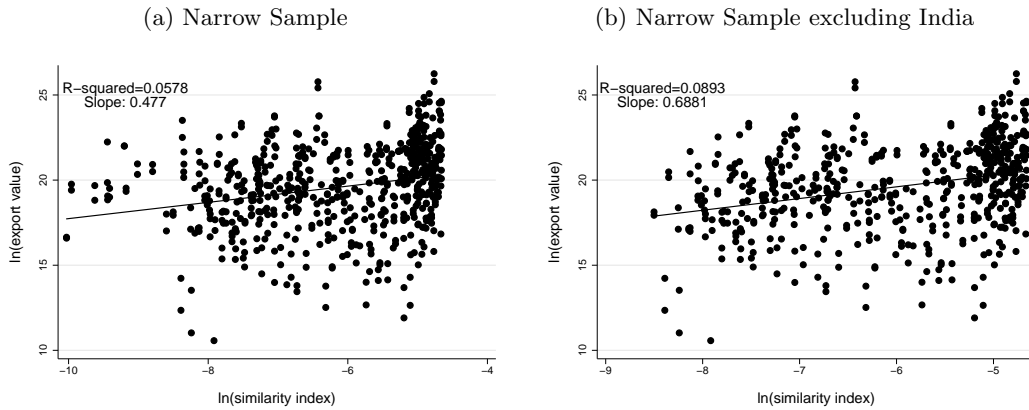 (a) Narrow Sample
(b) Narrow Sample excluding India
R−squared=0.0578
Slope: 0.477
ln(export value)
25
20
15
10
−10
−8
−6
−4
ln(similarity index)
R−squared=0.0893
Slope: 0.6881
ln(export value)
25
20
15
10
−9
−8
−7
−6
−5
ln(similarity index)